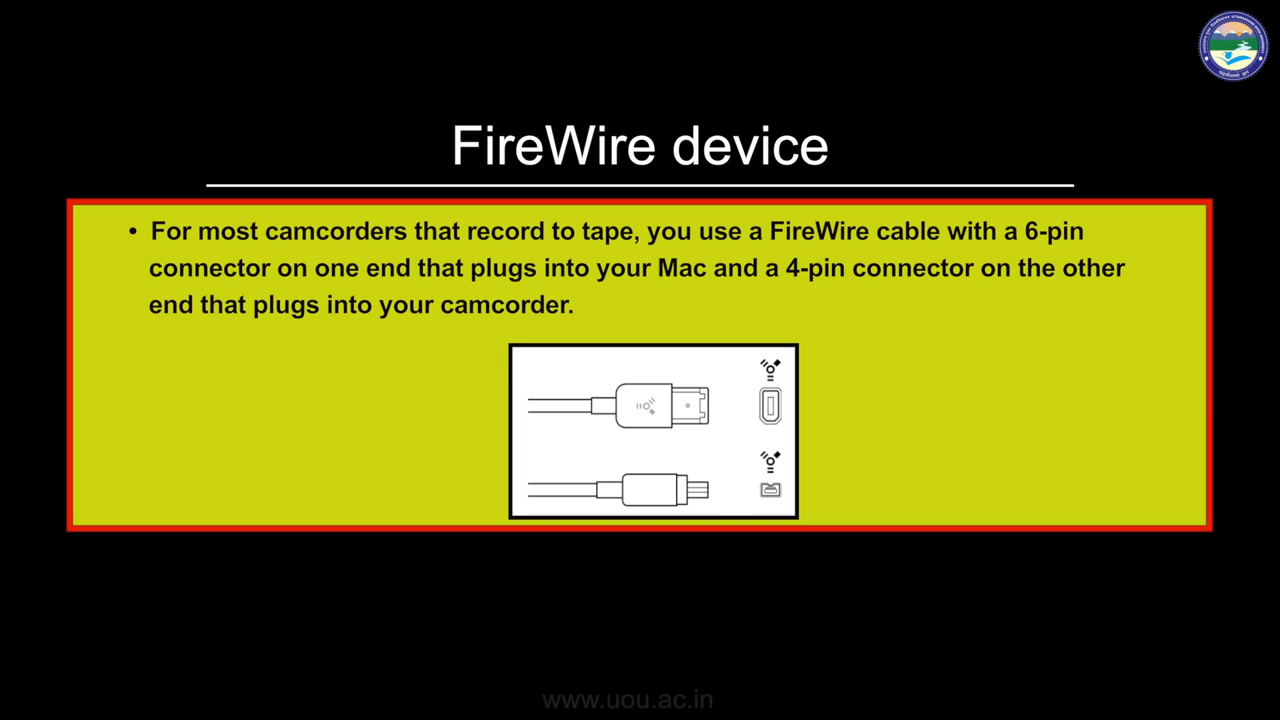 FireWire device
• For most camcorders that record to tape, you use a FireWire cable with a 6-pin
connector on one end that plugs into your Mac and a 4-pin connector on the other
end that plugs into your camcorder.
www.uou.ac.in